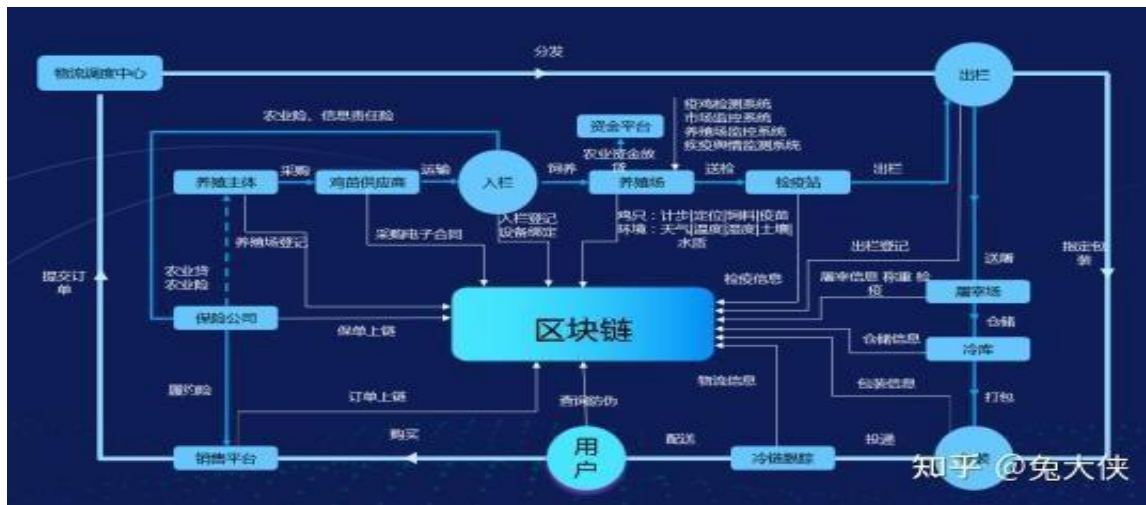 分发
物流调度中心
出栏
农业险、信息责任险
疫鸡检测系统
市场监控系统
养殖场监控系统
疾疫舆情监测系统
资金平台
农业资金放
贷
养殖主体
采购
鸡苗供应商
运输
入栏
饲养
养殖场
送检
检疫站
出栏
养殖场登记
采购电子合同
入栏登记
设备绑定
鸡只：计步|定位|饲料|疫苗
环境：天气|温度|湿度|土壤|
水质
检疫信息
出栏登记
送屠
指定包
装
提交订
单
农业贷
农业险
屠宰信息 称重 检
疫
屠宰场
保险公司
保单上链
区块链
仓储
仓储信息
冷库
履约险
订单上链
查询防伪
物流信息
包装信息
打包
购买
用
户
配送
投递
销售平台
冷链跟踪
知乎 @兔大侠